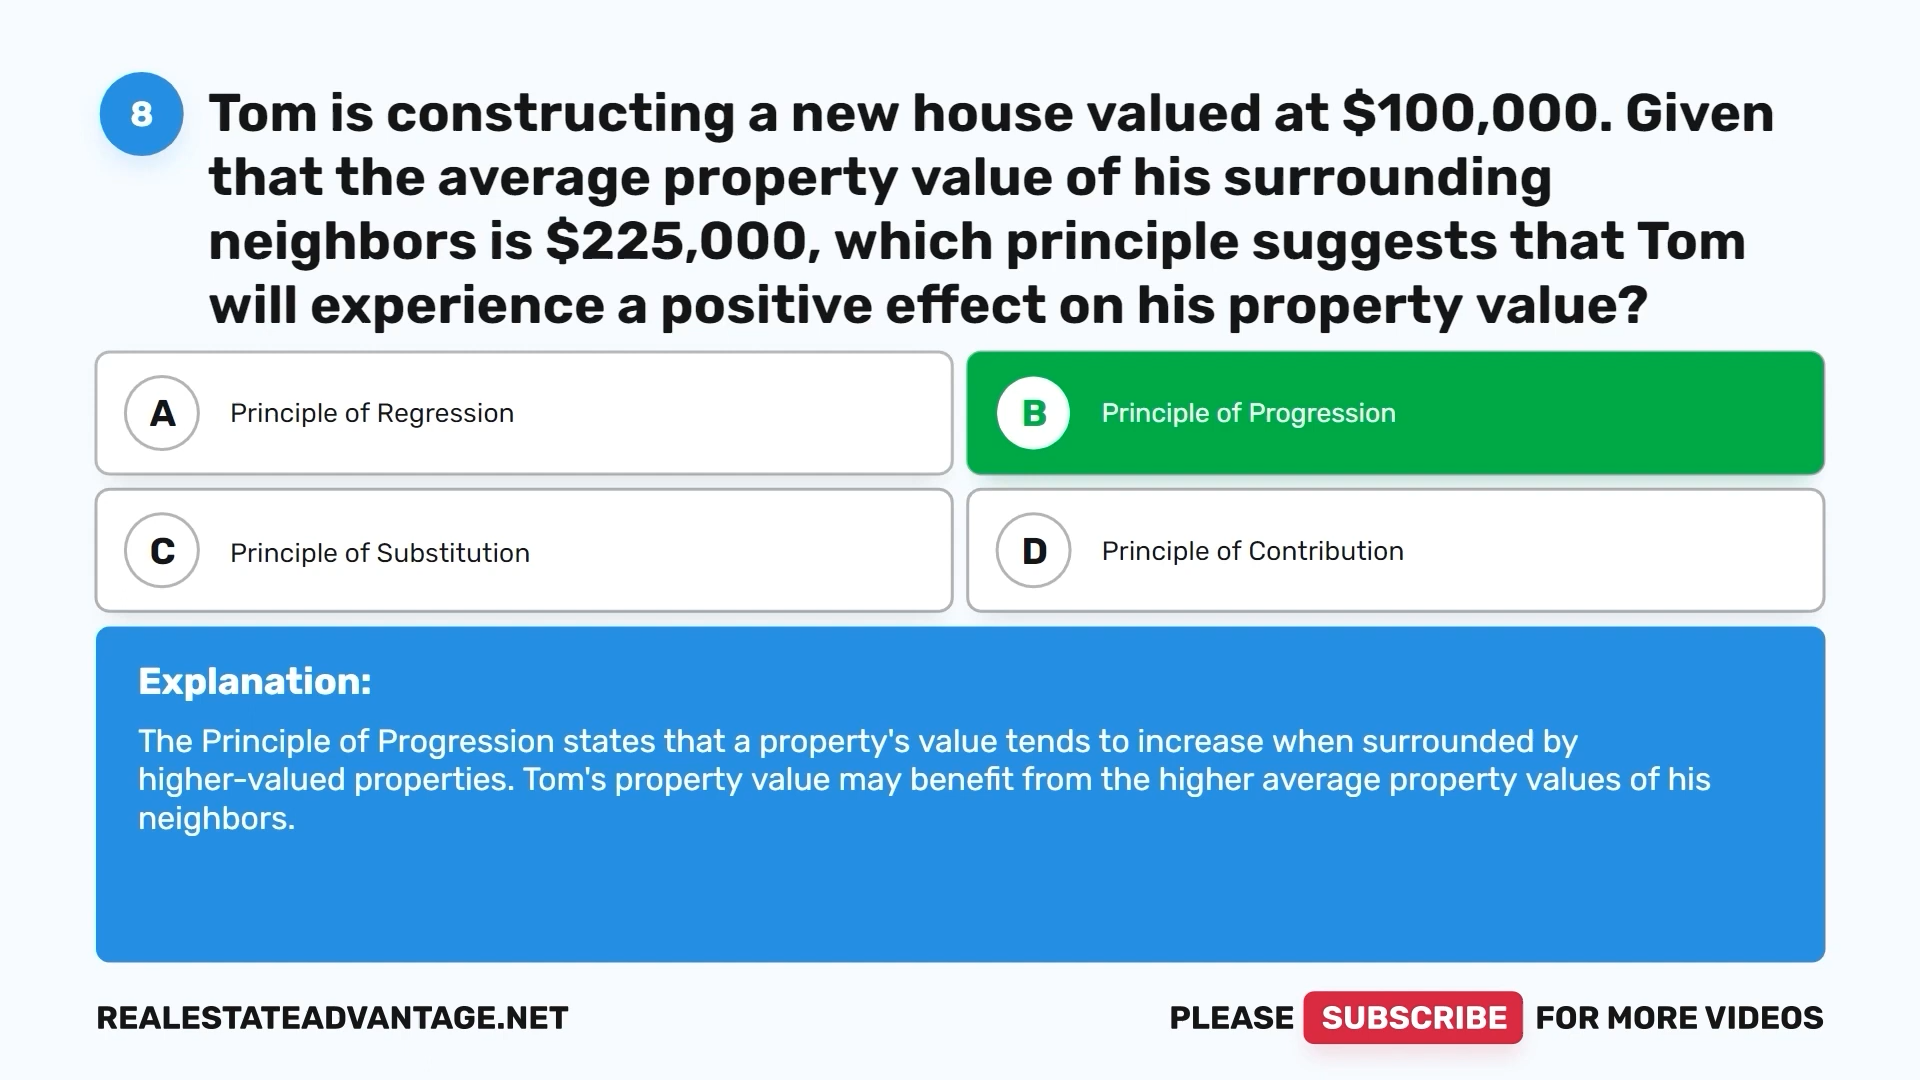 8
Tom is constructing a new house valued at $100,000. Given
that the average property value of his surrounding
neighbors is $225,000, which principle suggests that Tom
will experience a positive effect on his property value?
A Principle of Regression
B Principle of Progression
C Principle of Substitution
D Principle of Contribution
Explanation:
The Principle of Progression states that a property's value tends to increase when surrounded by
higher-valued properties. Tom's property value may benefit from the higher average property values of his
neighbors.
REALESTATEADVANTAGE.NET
PLEASE SUBSCRIBE FOR MORE VIDEOS